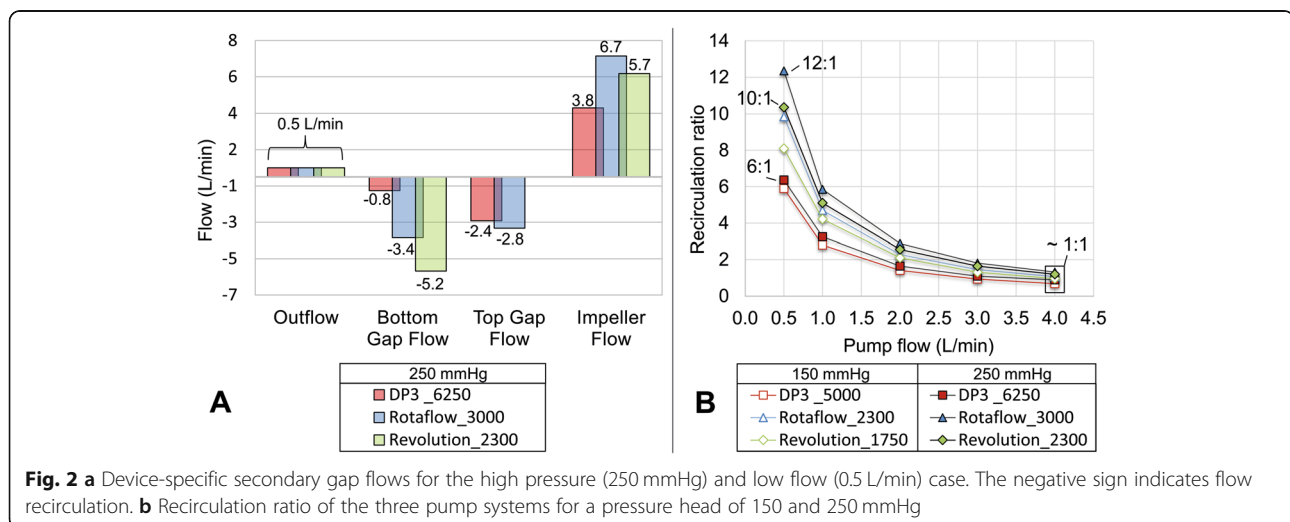 8
6
4
2
-1
-3
-5
-7
Flow (L/min)
0.5 L/min
-0.8
-3.4
-5.2
-2.4
-2.8
3.8
6.7
5.7
Outflow
Bottom
Gap Flow
Top Gap
Flow
Impeller
Flow
250 mmHg
DP3 _6250
Rotaflow_3000
Revolution_2300
A
B
14
12
10
8
6
4
2
0
Recirculation ratio
12:1
10:1
6:1
~ 1:1
0.0 0.5 1.0 1.5 2.0 2.5 3.0 3.5 4.0 4.5
Pump flow (L/min)
150 mmHg 250 mmHg
DP3 _5000 DP3 _6250
Rotaflow_2300 Rotaflow_3000
Revolution_1750 Revolution_2300
Fig. 2 a Device-specific secondary gap flows for the high pressure (250 mmHg) and low flow (0.5 L/min) case. The negative sign indicates flow
recirculation. b Recirculation ratio of the three pump systems for a pressure head of 150 and 250 mmHg